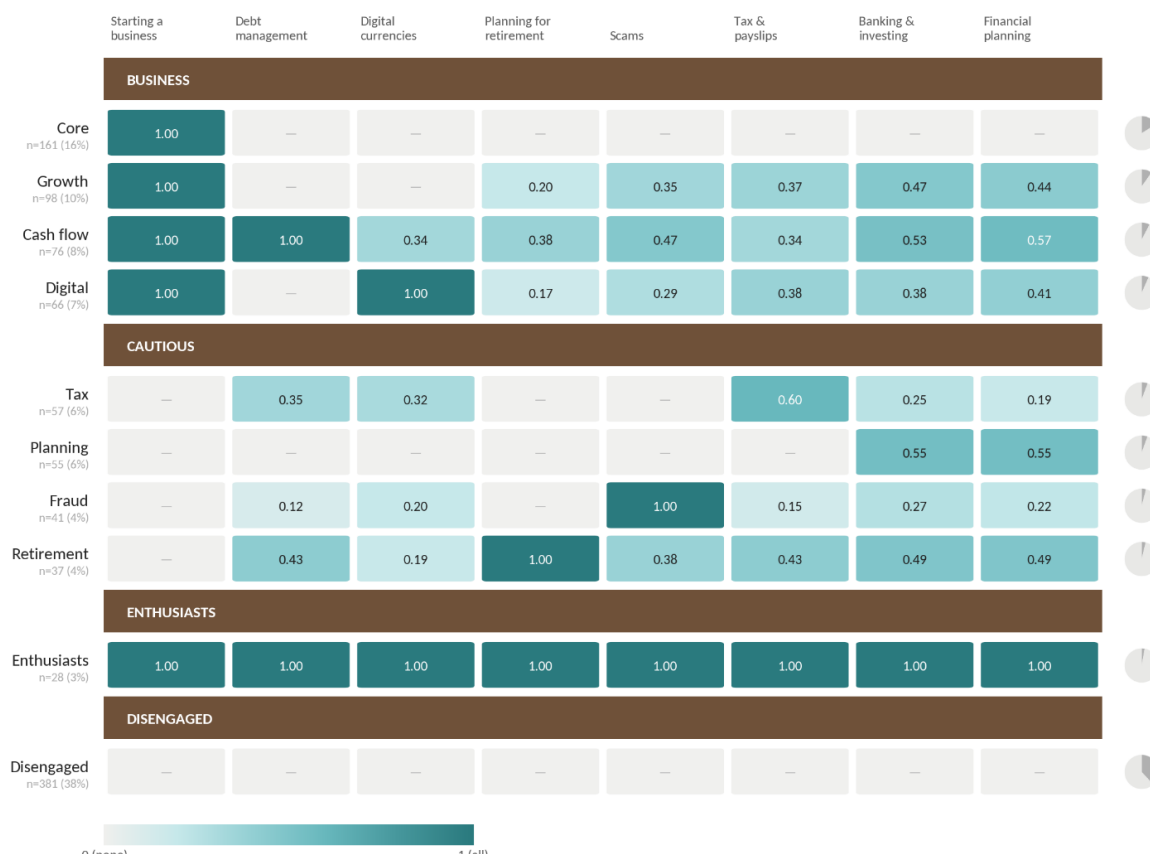 Starting a
business
Debt
management
Digital
currencies
Planning for
retirement
Scams
Tax &
payslips
Banking &
investing
Financial
planning
BUSINESS
Core
n=161 (16%)
1.00 — — — — — — —
Growth
n=98 (10%)
1.00 — — 0.20 0.35 0.37 0.47 0.44
Cash flow
n=76 (8%)
1.00 1.00 0.34 0.38 0.47 0.34 0.53 0.57
Digital
n=66 (7%)
1.00 — 1.00 0.17 0.29 0.38 0.38 0.41
CAUTIOUS
Tax
n=57 (6%)
— 0.35 0.32 — — 0.60 0.25 0.19
Planning
n=55 (6%)
— — — — — — 0.55 0.55
Fraud
n=41 (4%)
— 0.12 0.20 — 1.00 0.15 0.27 0.22
Retirement
n=37 (4%)
— 0.43 0.19 1.00 0.38 0.43 0.49 0.49
ENTHUSIASTS
Enthusiasts
n=28 (3%)
1.00 1.00 1.00 1.00 1.00 1.00 1.00 1.00
DISENGAGED
Disengaged
n=381 (38%)
— — — — — — — —
0 (none) 1 (all)